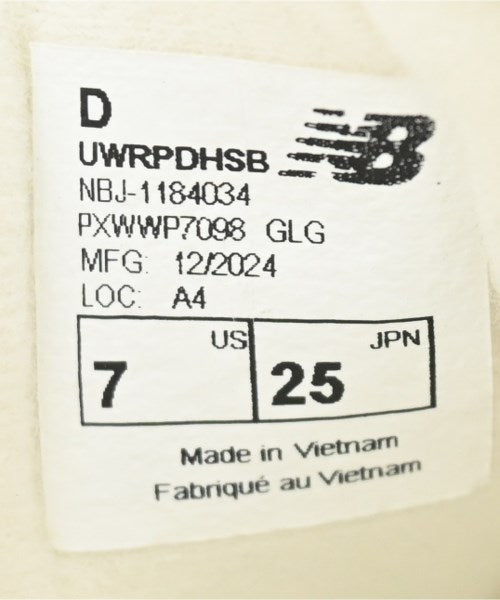 D
NB
UWRPDHSB
NBJ-1184034
PXWWP7098 GLG
MFG: 12/2024
LOC: A4
US JPN
7 25
Made in Vietnam
Fabriqué au Vietnam